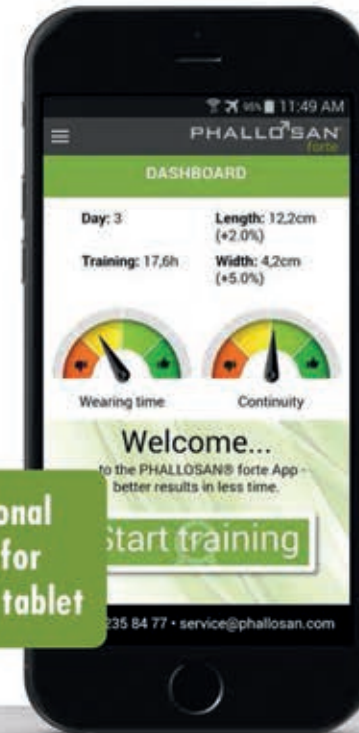 95% 11:49 AM
PHALLOSAN
forte
DASHBOARD
Day: 3 Length: 12,2cm
(+2.0%)
Training: 17,6h Width: 4,2cm
(+5.0%)
Wearing time Continuity
Welcome...
to the PHALLOSAN® forte App -
better results in less time.
Start training
onal
for
tablet
235 84 77 • service@phallosan.com